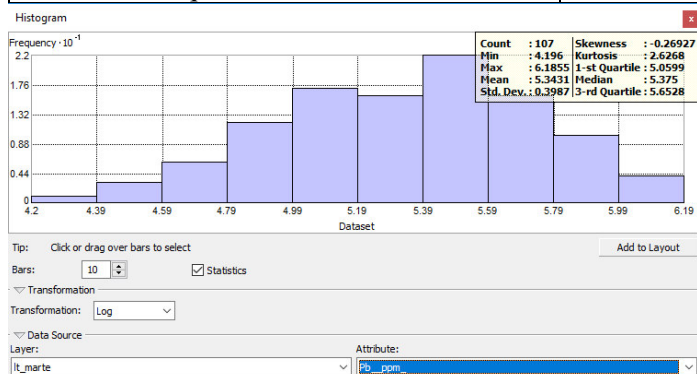 Histogram
x
Frequency · 10 -1
Count : 107 Skewness : -0.26927
Min : 4.196 Kurtosis : 2.6268
Max : 6.1855 1-st Quartile : 5.0599
Mean : 5.3431 Median : 5.375
Std. Dev. : 0.3987 3-rd Quartile : 5.6528
2.2
1.76
1.32
0.88
0.44
0
4.2 4.39 4.59 4.79 4.99 5.19 5.39 5.59 5.79 5.99 6.19
Dataset
Tip: Click or drag over bars to select Add to Layout
Bars: 10 Statistics
Transformation
Transformation: Log
Data Source
Layer: Attribute:
lt_marte Pb__ppm_